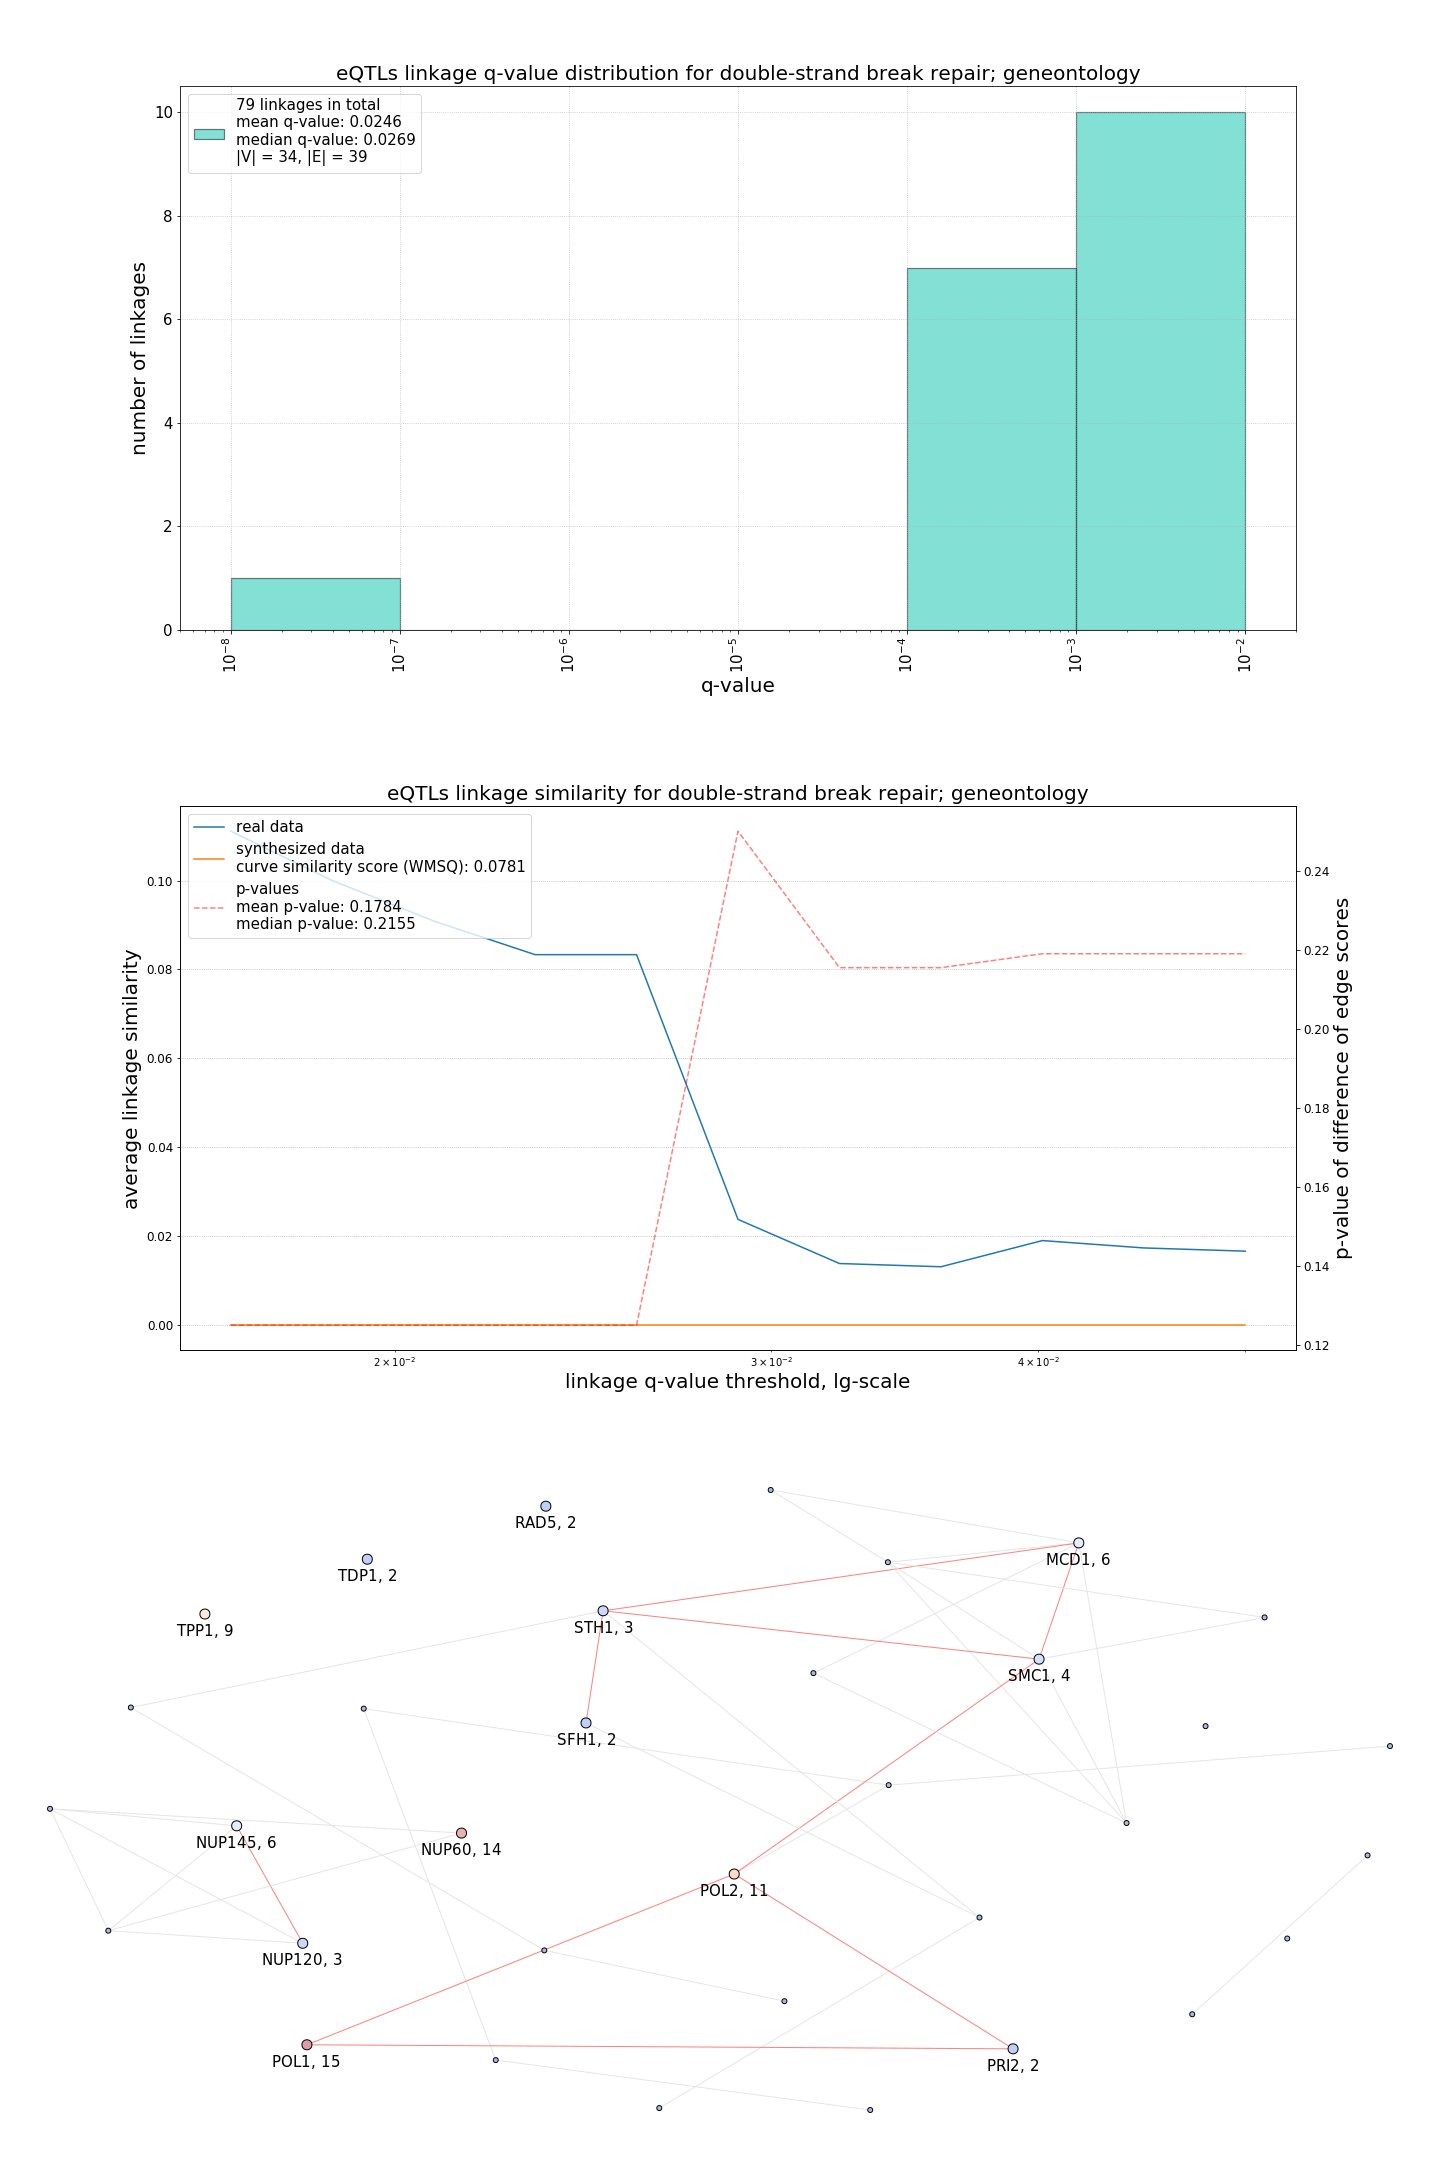 eQTLs linkage q-value distribution for double-strand break repair; geneontology
79 linkages in total
mean q-value: 0.0246
median q-value: 0.0269
|V| = 34, |E| = 39
number of linkages
10
8
6
4
2
0
10⁻⁸ 10⁻⁷ 10⁻⁶ 10⁻⁵ 10⁻⁴ 10⁻³ 10⁻²
q-value
eQTLs linkage similarity for double-strand break repair; geneontology
real data
synthesized data
curve similarity score (WMSQ): 0.0781
p-values
mean p-value: 0.1784
median p-value: 0.2155
average linkage similarity
0.10
0.08
0.06
0.04
0.02
0.00
0.24
0.22
0.20
0.18
0.16
0.14
0.12
p-value of difference of edge scores
2 × 10⁻² 3 × 10⁻² 4 × 10⁻²
linkage q-value threshold, lg-scale
RAD5, 2
MCD1, 6
TDP1, 2
TPP1, 9
STH1, 3
SMC1, 4
SFH1, 2
NUP145, 6
NUP60, 14
POL2, 11
NUP120, 3
POL1, 15
PRI2, 2